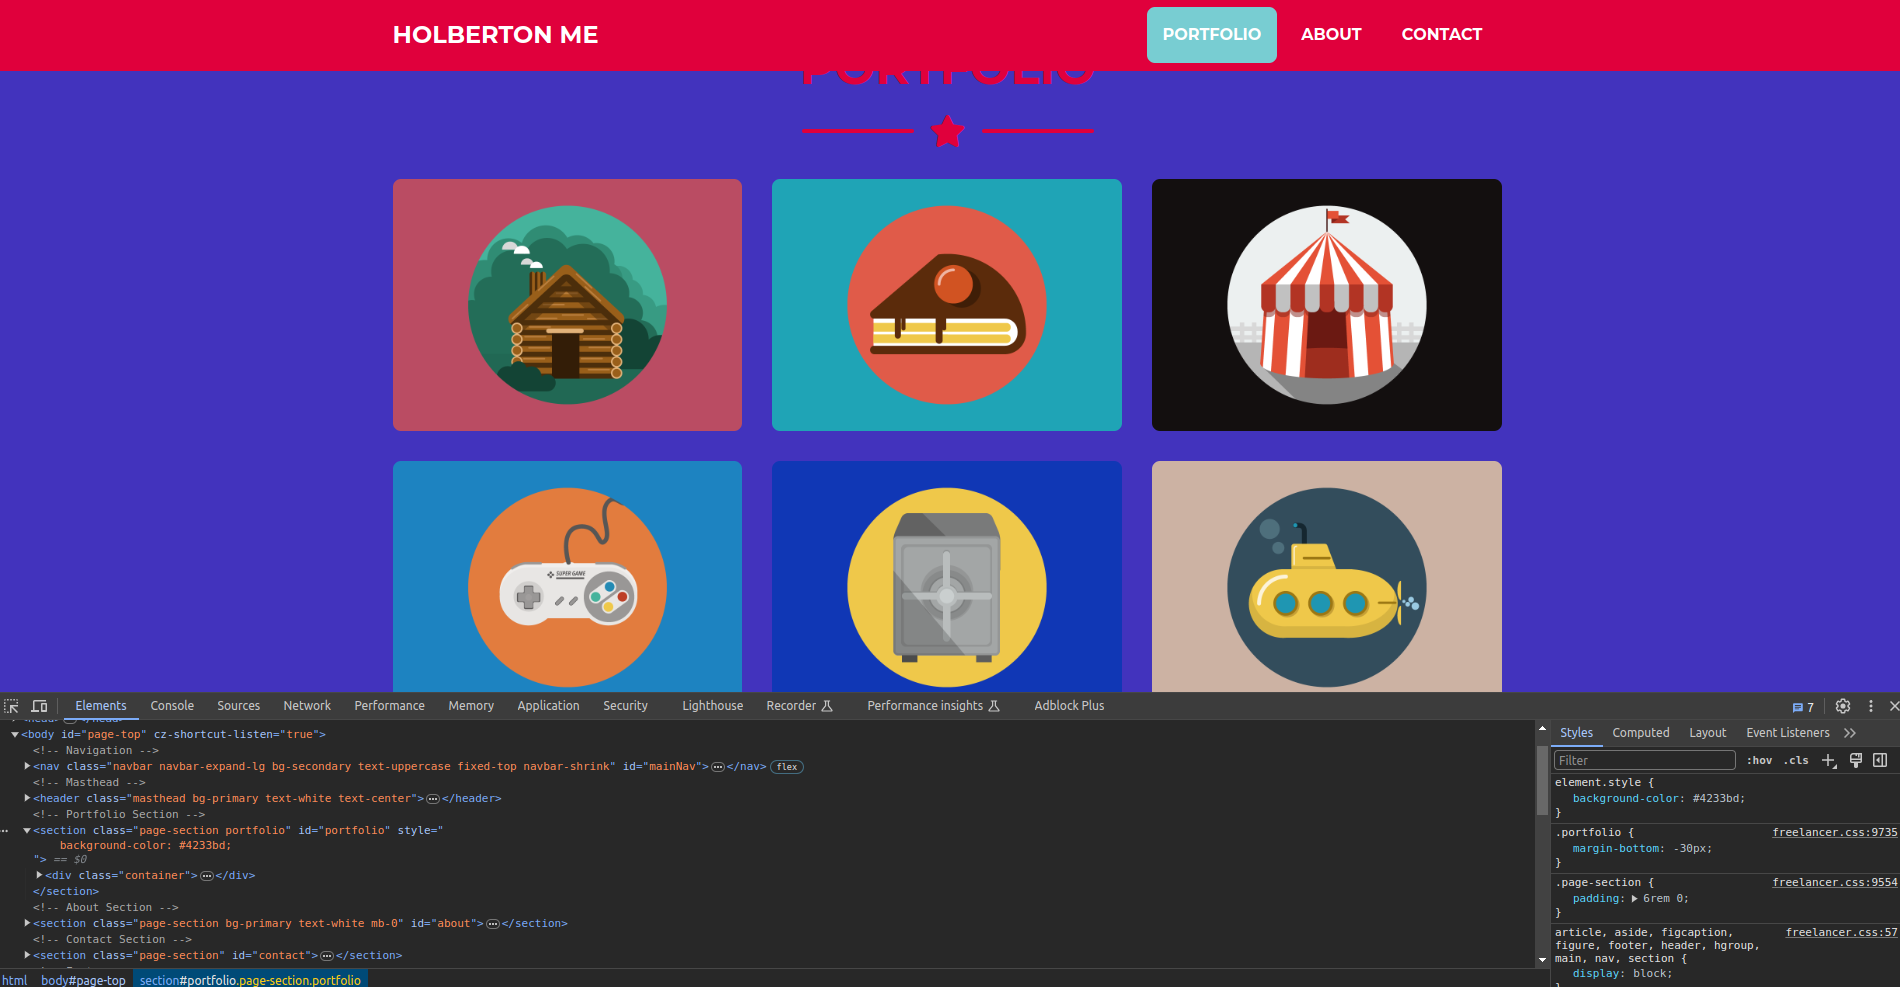 HOLBERTON ME
PORTFOLIO
ABOUT
CONTACT
PORTFOLIO
SUPER GAME
Elements Console Sources Network Performance Memory Application Security Lighthouse Recorder Performance insights Adblock Plus 7
<body id="page-top" cz-shortcut-listen="true">
<!-- Navigation -->
<nav class="navbar navbar-expand-lg bg-secondary text-uppercase fixed-top navbar-shrink" id="mainNav">…</nav> flex
<!-- Masthead -->
<header class="masthead bg-primary text-white text-center">…</header>
<!-- Portfolio Section -->
<section class="page-section portfolio" id="portfolio" style="
background-color: #4233bd;
"> == $0
<div class="container">…</div>
</section>
<!-- About Section -->
<section class="page-section bg-primary text-white mb-0" id="about">…</section>
<!-- Contact Section -->
<section class="page-section" id="contact">…</section>
html body#page-top section#portfolio.page-section.portfolio
Styles Computed Layout Event Listeners
Filter :hov .cls
element.style {
background-color: #4233bd;
}
.portfolio { freelancer.css:9735
margin-bottom: -30px;
}
.page-section { freelancer.css:9554
padding: 6rem 0;
}
article, aside, figcaption, freelancer.css:57
figure, footer, header, hgroup,
main, nav, section {
display: block;
}